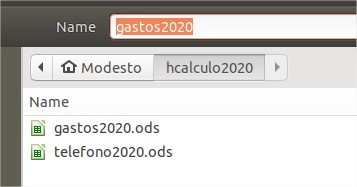 Name gastos2020
Modesto hcalculo2020
Name
gastos2020.ods
telefono2020.ods